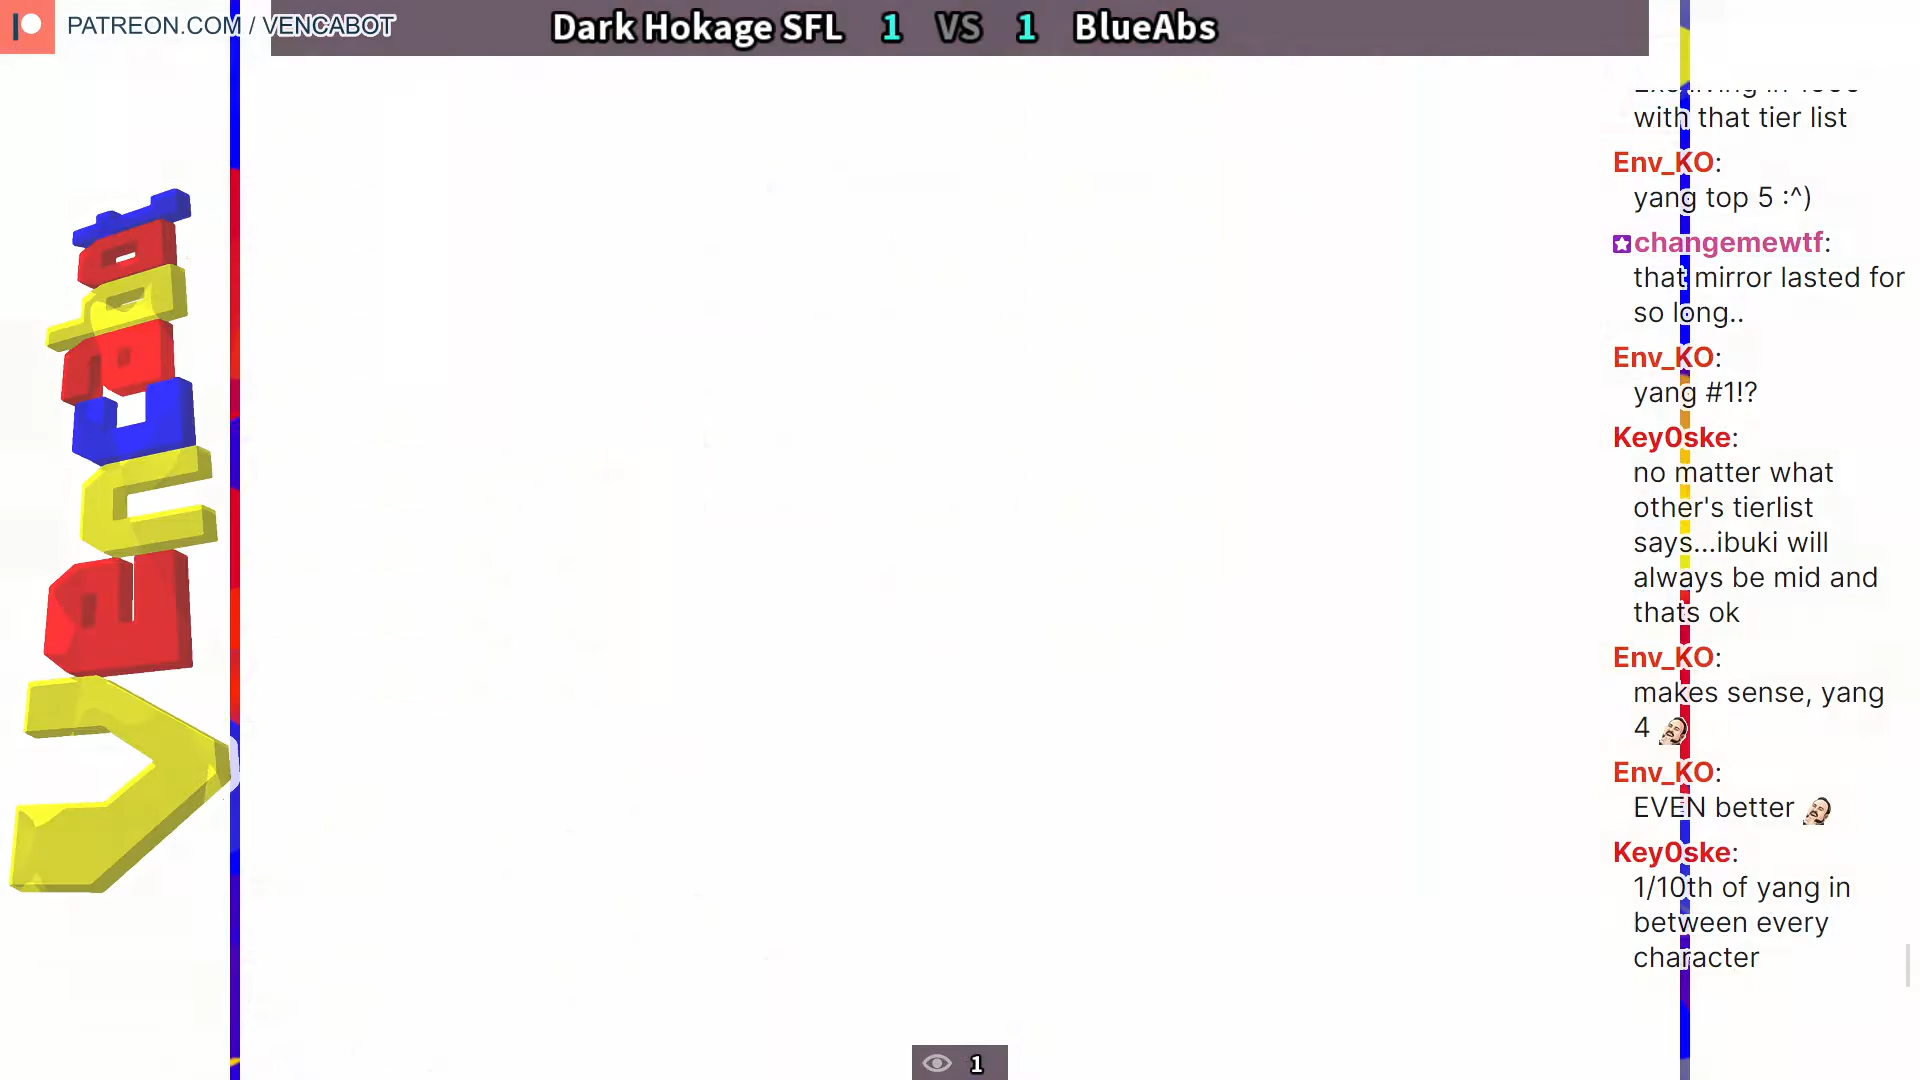 PATREON.COM / VENCABOT
Dark Hokage SFL 1 VS 1 BlueAbs
Vencabot
with that tier list
Env_KO:
yang top 5 :^)
changemewtf:
that mirror lasted for
so long..
Env_KO:
yang #1!?
Key0ske:
no matter what
other's tierlist
says...ibuki will
always be mid and
thats ok
Env_KO:
makes sense, yang
4
Env_KO:
EVEN better
Key0ske:
1/10th of yang in
between every
character
1